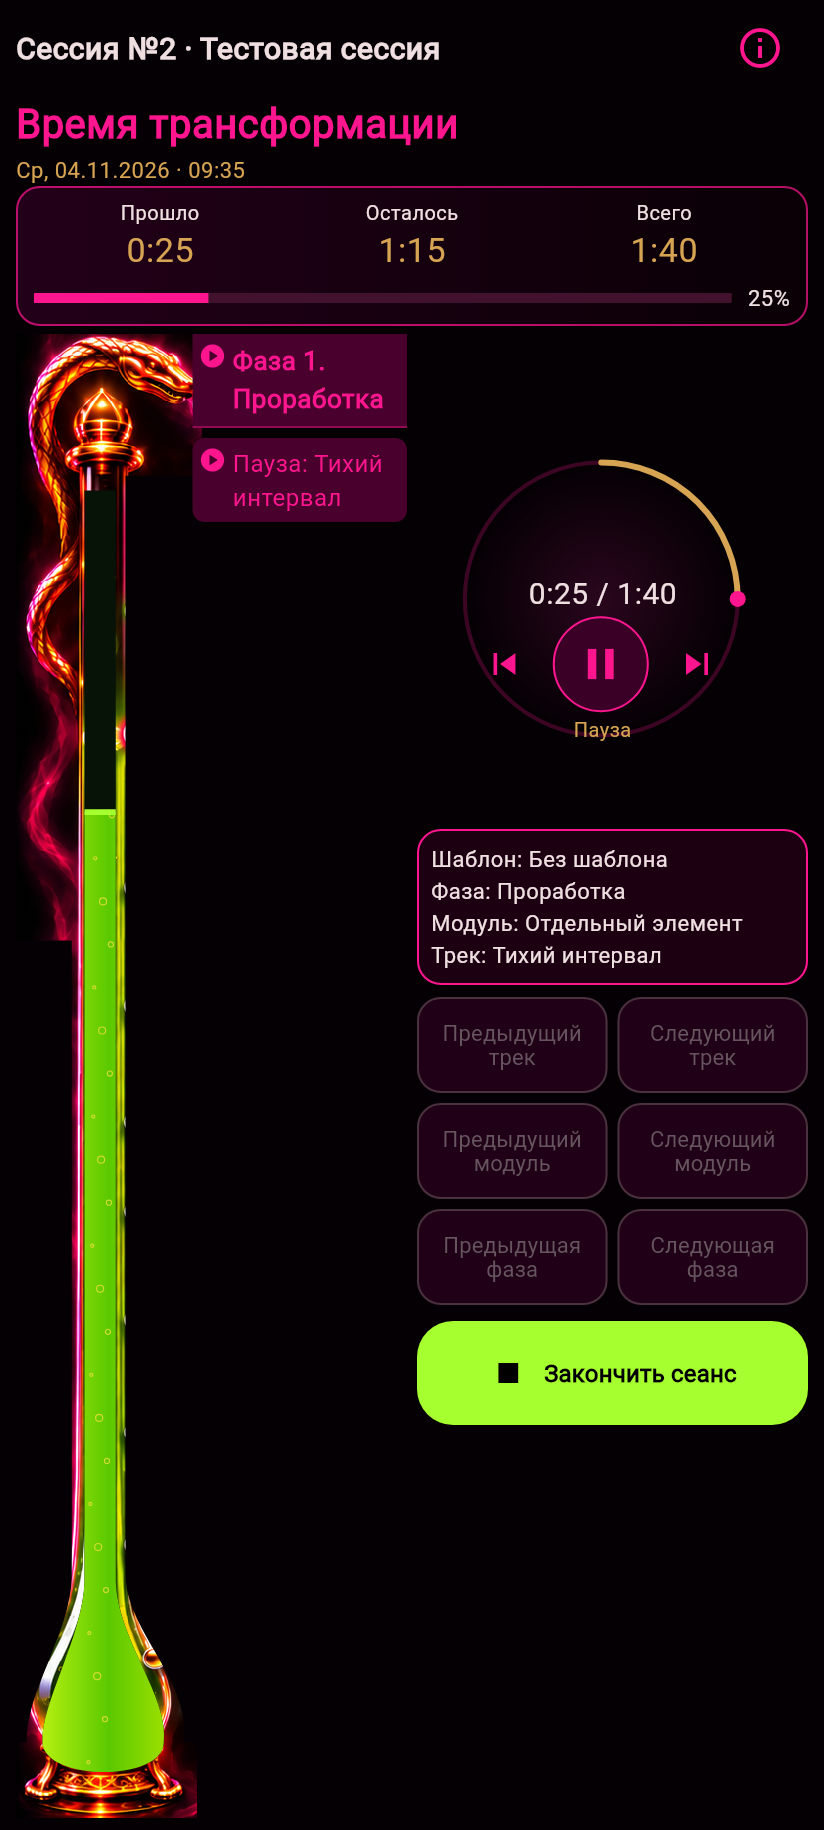 Сессия №2 · Тестовая сессия
Время трансформации
Ср, 04.11.2026 · 09:35
Прошло Осталось Всего
0:25 1:15 1:40
25%
Фаза 1.
Проработка
Пауза: Тихий
интервал
0:25 / 1:40
Пауза
Шаблон: Без шаблона
Фаза: Проработка
Модуль: Отдельный элемент
Трек: Тихий интервал
Предыдущий
трек
Следующий
трек
Предыдущий
модуль
Следующий
модуль
Предыдущая
фаза
Следующая
фаза
Закончить сеанс